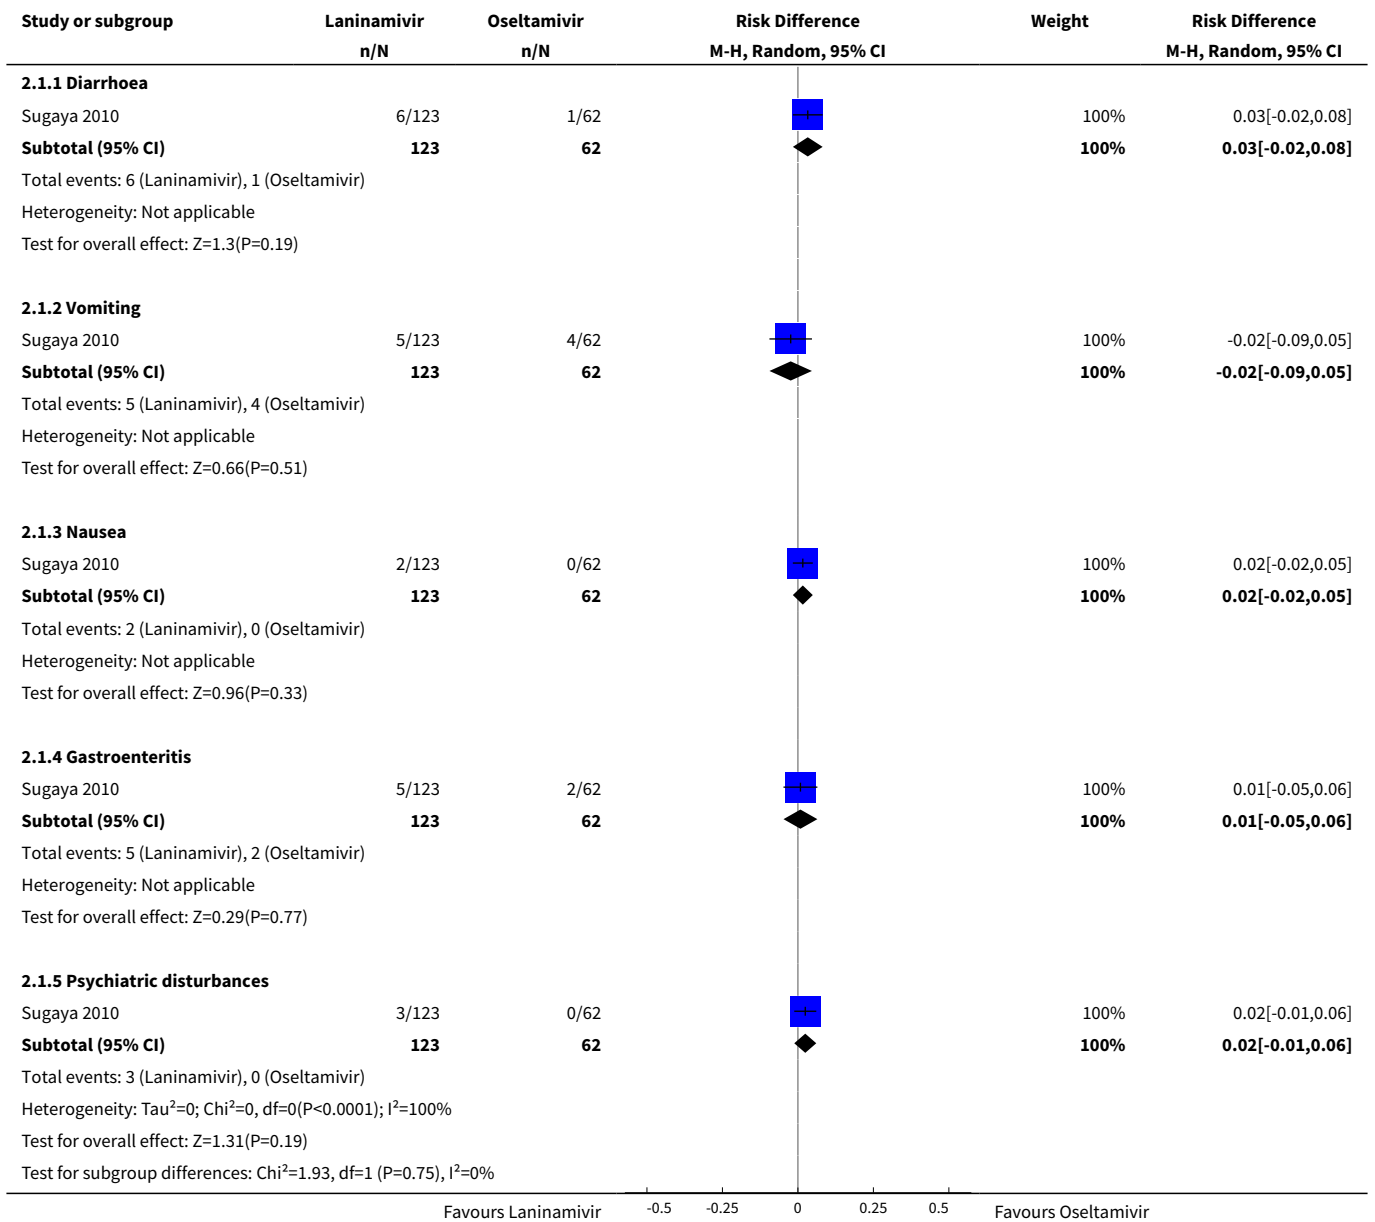 Study or subgroup Laninamivir Oseltamivir Risk Difference Weight Risk Difference
n/N n/N M-H, Random, 95% CI M-H, Random, 95% CI
2.1.1 Diarrhoea
Sugaya 2010 6/123 1/62 100% 0.03[-0.02,0.08]
Subtotal (95% CI) 123 62 100% 0.03[-0.02,0.08]
Total events: 6 (Laninamivir), 1 (Oseltamivir)
Heterogeneity: Not applicable
Test for overall effect: Z=1.3(P=0.19)
2.1.2 Vomiting
Sugaya 2010 5/123 4/62 100% -0.02[-0.09,0.05]
Subtotal (95% CI) 123 62 100% -0.02[-0.09,0.05]
Total events: 5 (Laninamivir), 4 (Oseltamivir)
Heterogeneity: Not applicable
Test for overall effect: Z=0.66(P=0.51)
2.1.3 Nausea
Sugaya 2010 2/123 0/62 100% 0.02[-0.02,0.05]
Subtotal (95% CI) 123 62 100% 0.02[-0.02,0.05]
Total events: 2 (Laninamivir), 0 (Oseltamivir)
Heterogeneity: Not applicable
Test for overall effect: Z=0.96(P=0.33)
2.1.4 Gastroenteritis
Sugaya 2010 5/123 2/62 100% 0.01[-0.05,0.06]
Subtotal (95% CI) 123 62 100% 0.01[-0.05,0.06]
Total events: 5 (Laninamivir), 2 (Oseltamivir)
Heterogeneity: Not applicable
Test for overall effect: Z=0.29(P=0.77)
2.1.5 Psychiatric disturbances
Sugaya 2010 3/123 0/62 100% 0.02[-0.01,0.06]
Subtotal (95% CI) 123 62 100% 0.02[-0.01,0.06]
Total events: 3 (Laninamivir), 0 (Oseltamivir)
Heterogeneity: Tau²=0; Chi²=0, df=0(P<0.0001); I²=100%
Test for overall effect: Z=1.31(P=0.19)
Test for subgroup differences: Chi²=1.93, df=1 (P=0.75), I²=0%
Favours Laninamivir -0.5 -0.25 0 0.25 0.5 Favours Oseltamivir